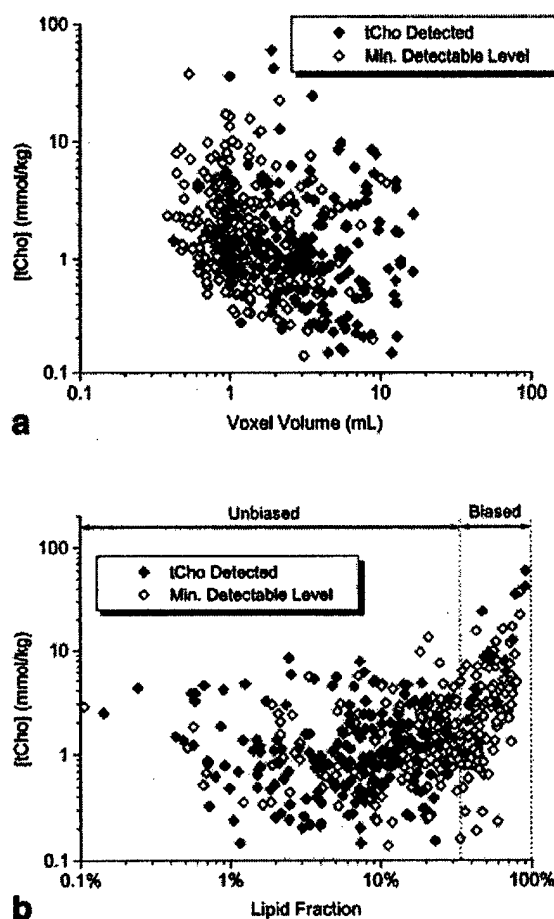 100
tCho Detected
Min. Detectable Level
10
[tCho] (mmol/kg)
1
0.1
0.1 1 10 100
a
Voxel Volume (mL)
Unbiased Biased
100
tCho Detected
Min. Detectable Level
10
[tCho] (mmol/kg)
1
0.1
0.1% 1% 10% 100%
b
Lipid Fraction